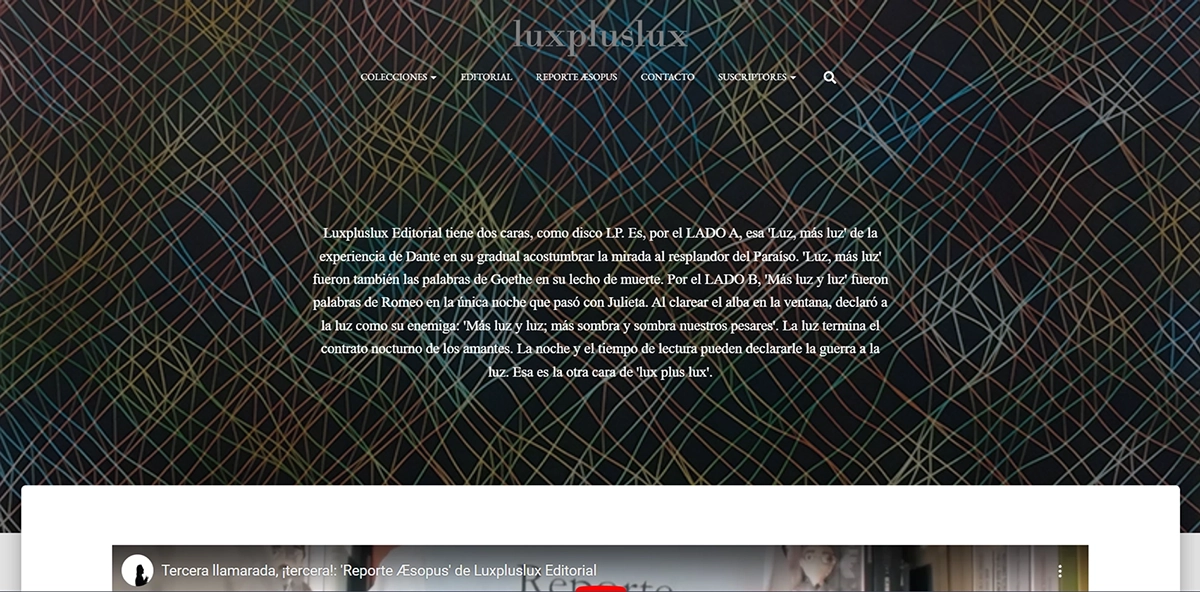 luxpluslux
COLECCIONES EDITORIAL REPORTE ÆSOPUS CONTACTO SUSCRIPTORES
Luxpluslux Editorial tiene dos caras, como disco LP. Es, por el LADO A, esa 'Luz, más luz' de la
experiencia de Dante en su gradual acostumbrar la mirada al resplandor del Paraíso. 'Luz, más luz'
fueron también las palabras de Goethe en su lecho de muerte. Por el LADO B, 'Más luz y luz' fueron
palabras de Romeo en la única noche que pasó con Julieta. Al clarear el alba en la ventana, declaró a
la luz como su enemiga: 'Más luz y luz; más sombra y sombra nuestros pesares'. La luz termina el
contrato nocturno de los amantes. La noche y el tiempo de lectura pueden declararle la guerra a la
luz. Esa es la otra cara de 'lux plus lux'.
Tercera llamarada, ¡tercera!: 'Reporte Æsopus' de Luxpluslux Editorial
Reporte